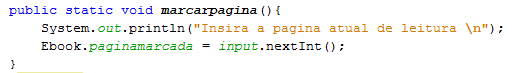 public static void marcarpagina(){
System.out.println("Insira a pagina atual de leitura \n");
Ebook.paginamarcada = input.nextInt();
}